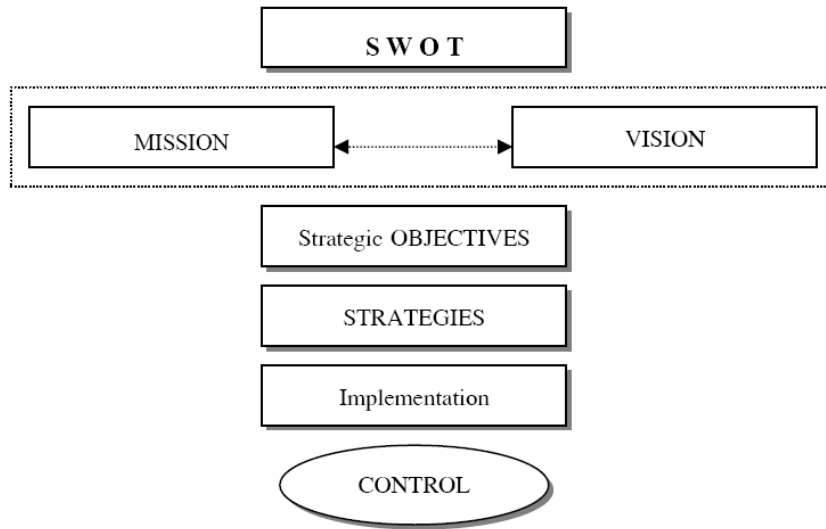 S W O T
MISSION
VISION
Strategic OBJECTIVES
STRATEGIES
Implementation
CONTROL